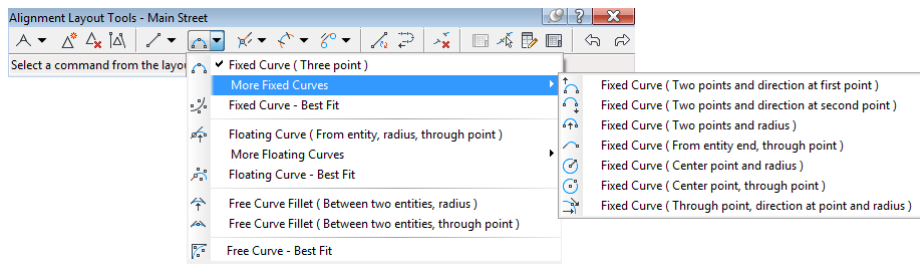 Alignment Layout Tools - Main Street
Select a command from the layou
Fixed Curve ( Three point )
More Fixed Curves
Fixed Curve - Best Fit
Floating Curve ( From entity, radius, through point )
More Floating Curves
Floating Curve - Best Fit
Free Curve Fillet ( Between two entities, radius )
Free Curve Fillet ( Between two entities, through point )
Free Curve - Best Fit
Fixed Curve ( Two points and direction at first point )
Fixed Curve ( Two points and direction at second point )
Fixed Curve ( Two points and radius )
Fixed Curve ( From entity end, through point )
Fixed Curve ( Center point and radius )
Fixed Curve ( Center point, through point )
Fixed Curve ( Through point, direction at point and radius )